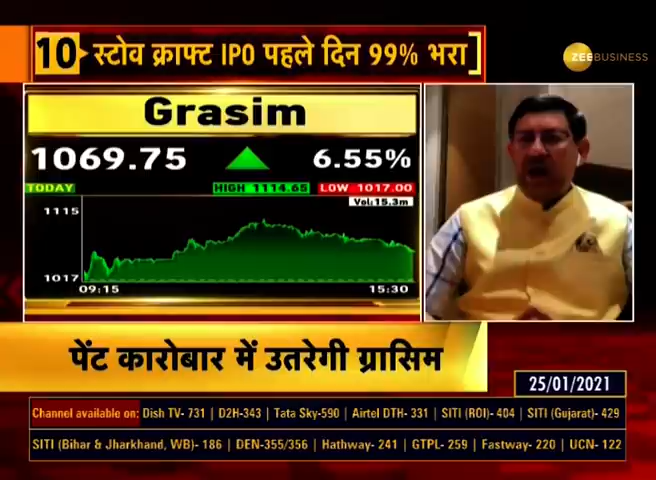 10 स्टोव क्राफ्ट IPO पहले दिन 99% भरा
ZEEBUSINESS
Grasim
1069.75 6.55%
TODAY HIGH 1114.65 LOW 1017.00
Vol:15.3m
1115
1017
09:15 15:30
पेंट कारोबार में उतरेगी ग्रासिम
25/01/2021
Channel available on: Dish TV- 731 | D2H-343 | Tata Sky-590 | Airtel DTH- 331 | SITI (ROI)- 404 | SITI (Gujarat)- 429
SITI (Bihar & Jharkhand, WB)- 186 | DEN-355/356 | Hathway- 241 | GTPL- 259 | Fastway- 220 | UCN- 122